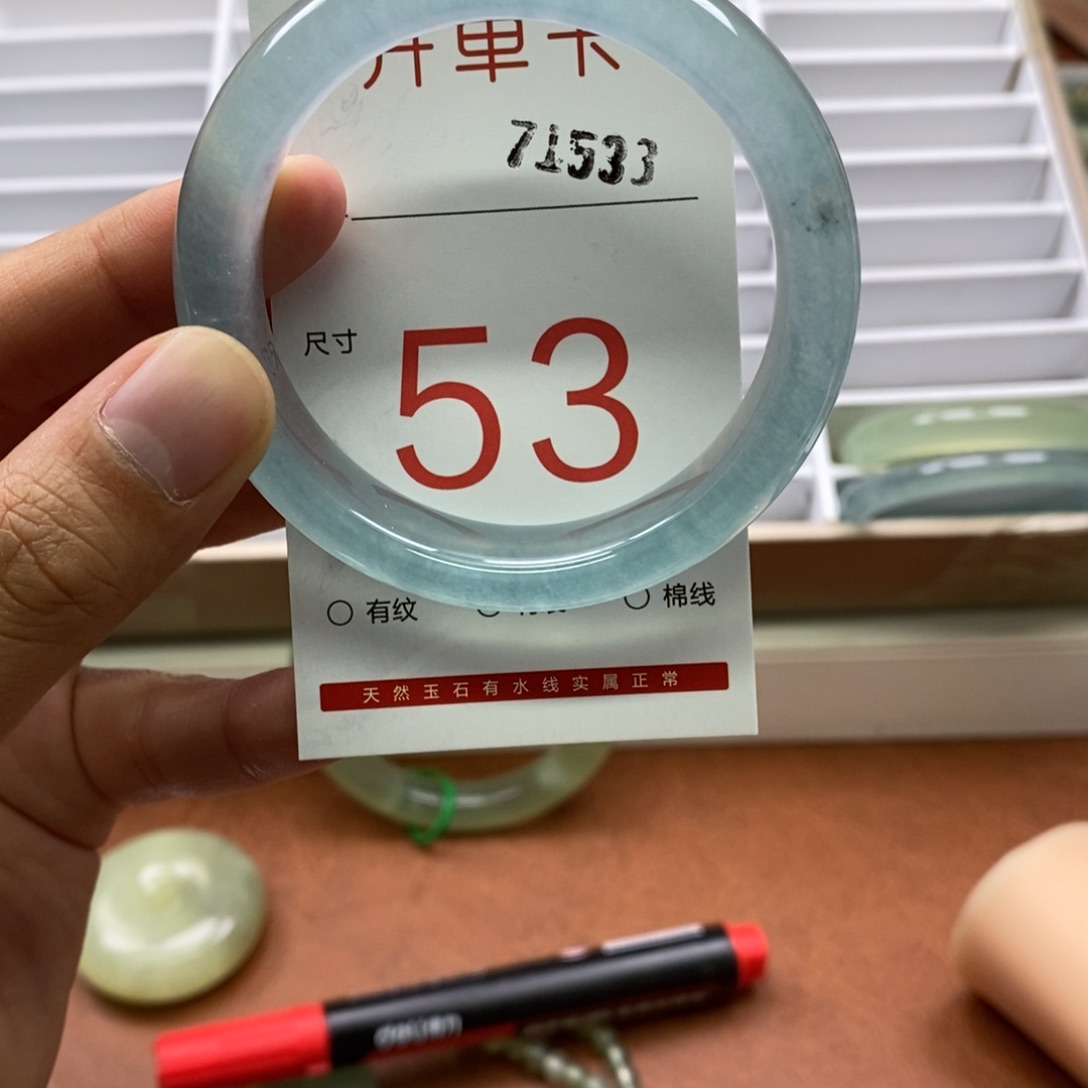 开单卡
71533
尺寸
53
有纹
棉线
天然玉石有水线实属正常